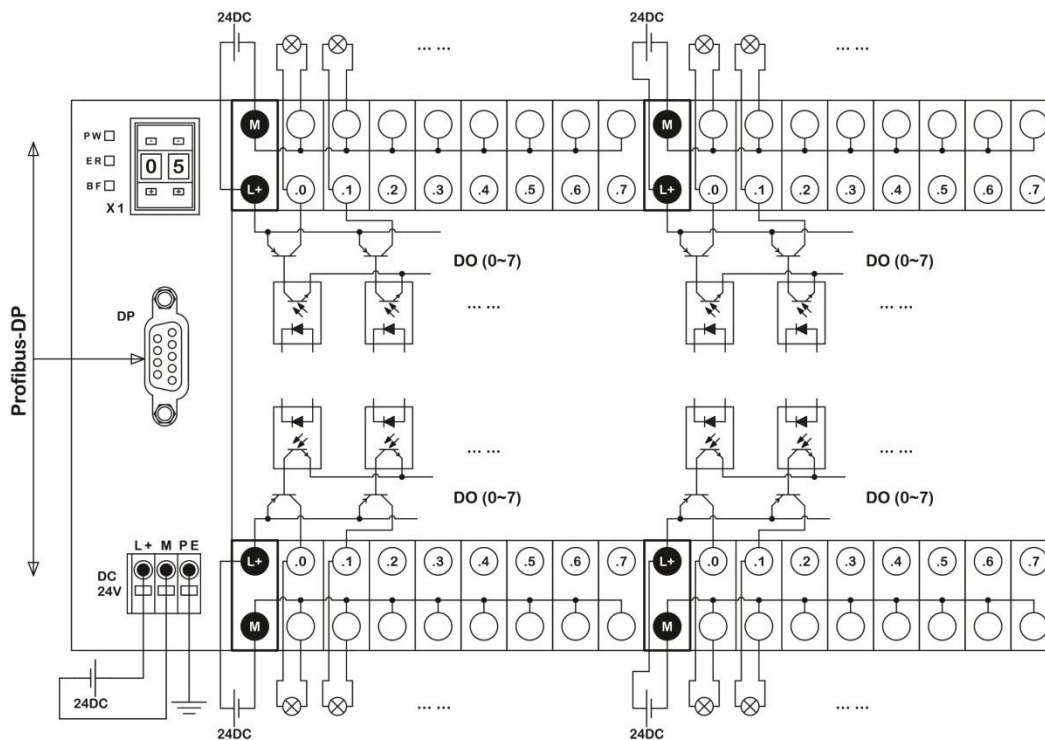 24DC
24DC
... ...
... ...
M
M
PW
ER
BF
- -
0 5
+ +
X1
L+ .0 .1 .2 .3 .4 .5 .6 .7
L+ .0 .1 .2 .3 .4 .5 .6 .7
DO (0~7)
DO (0~7)
... ...
... ...
DP
Profibus-DP
... ...
... ...
DO (0~7)
DO (0~7)
L+ M PE
DC
24V
L+ .0 .1 .2 .3 .4 .5 .6 .7
L+ .0 .1 .2 .3 .4 .5 .6 .7
M
M
24DC
... ...
... ...
24DC
24DC